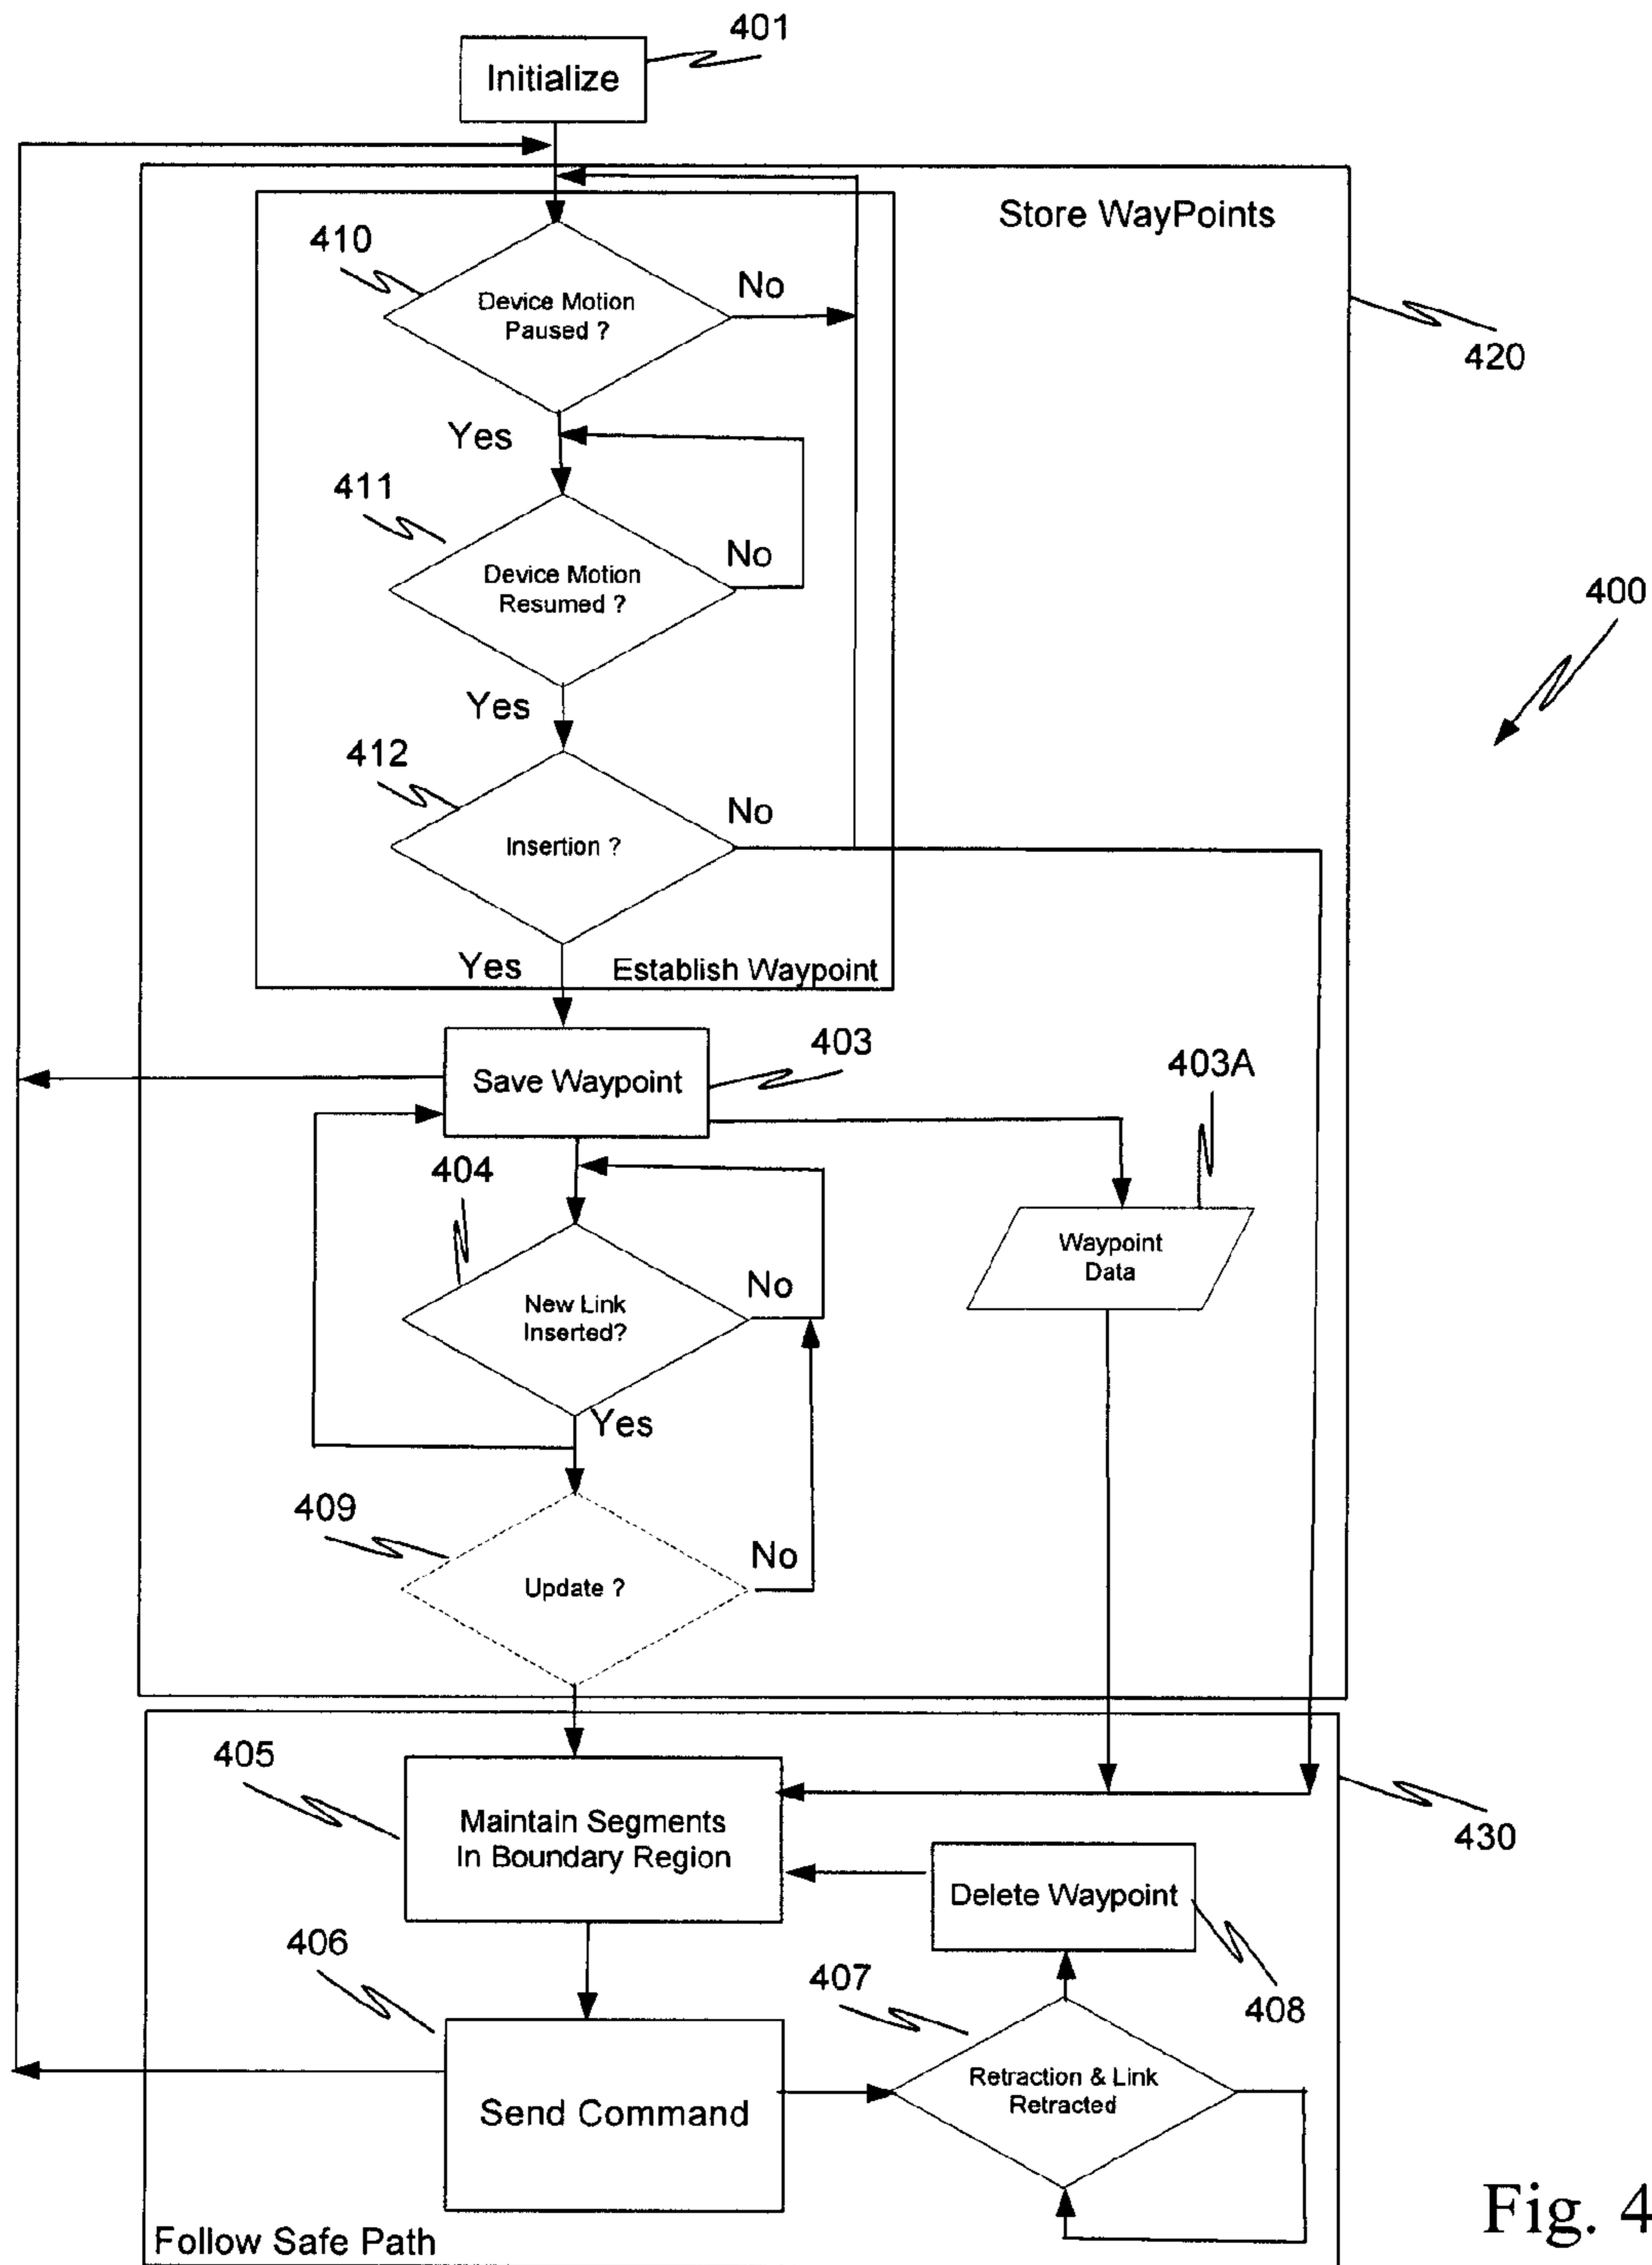 401
Initialize
Store WayPoints
410
No
Device Motion
Paused ?
420
Yes
411
No
Device Motion
Resumed ?
400
Yes
412
No
Insertion ?
Yes
Establish Waypoint
403
Save Waypoint
403A
404
Waypoint
Data
No
New Link
Inserted?
Yes
409
No
Update ?
405
Maintain Segments
In Boundary Region
430
Delete Waypoint
406
407
408
Retraction & Link
Retracted
Send Command
Follow Safe Path
Fig. 4